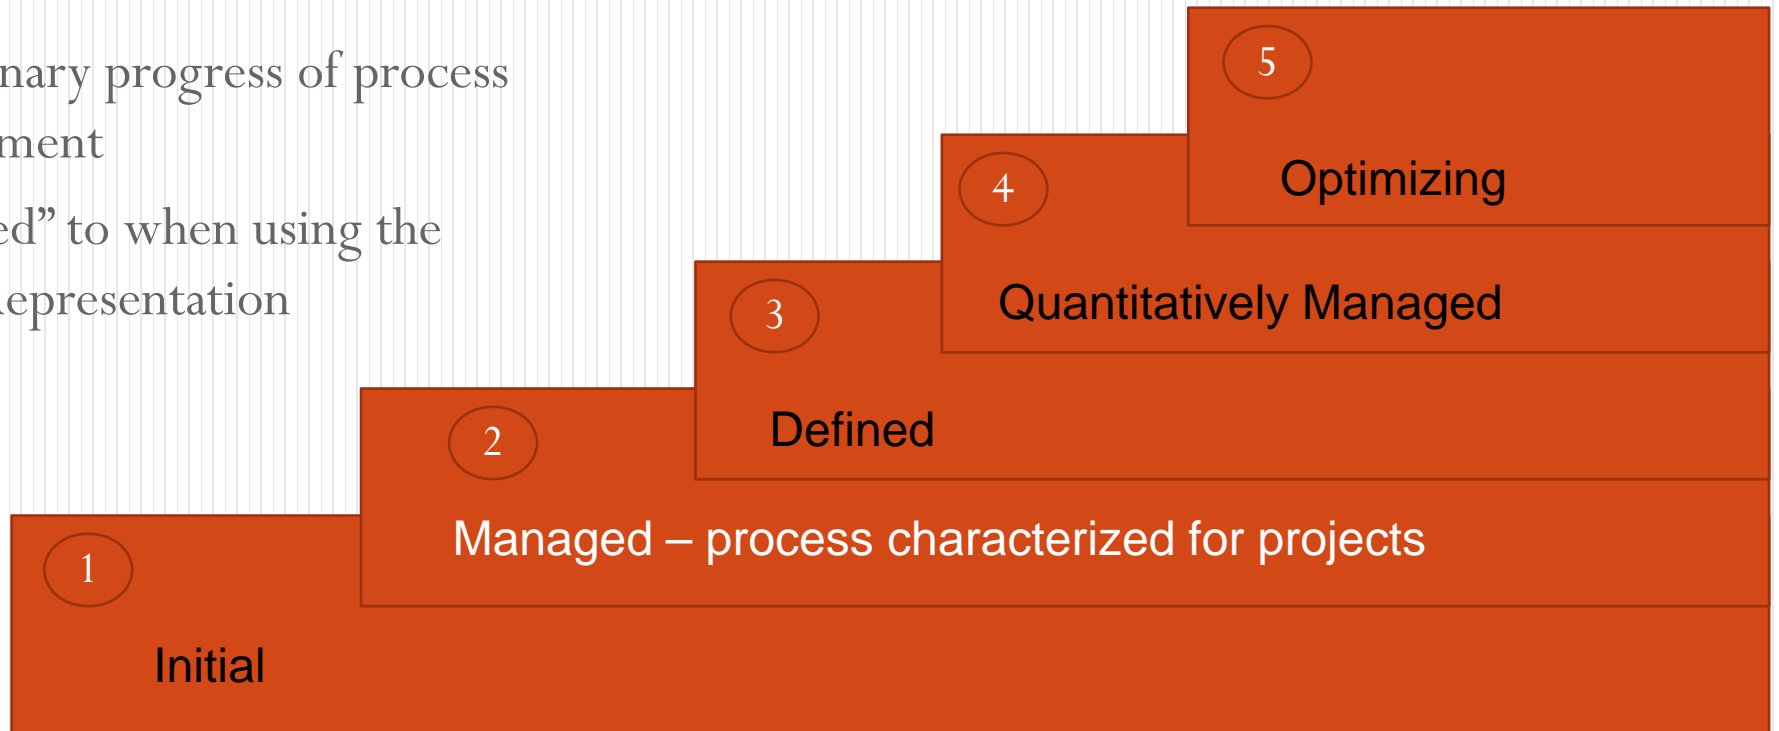 nary progress of process
ment
ed” to when using the
epresentation
5
Optimizing
4
Quantitatively Managed
3
Defined
2
Managed – process characterized for projects
1
Initial